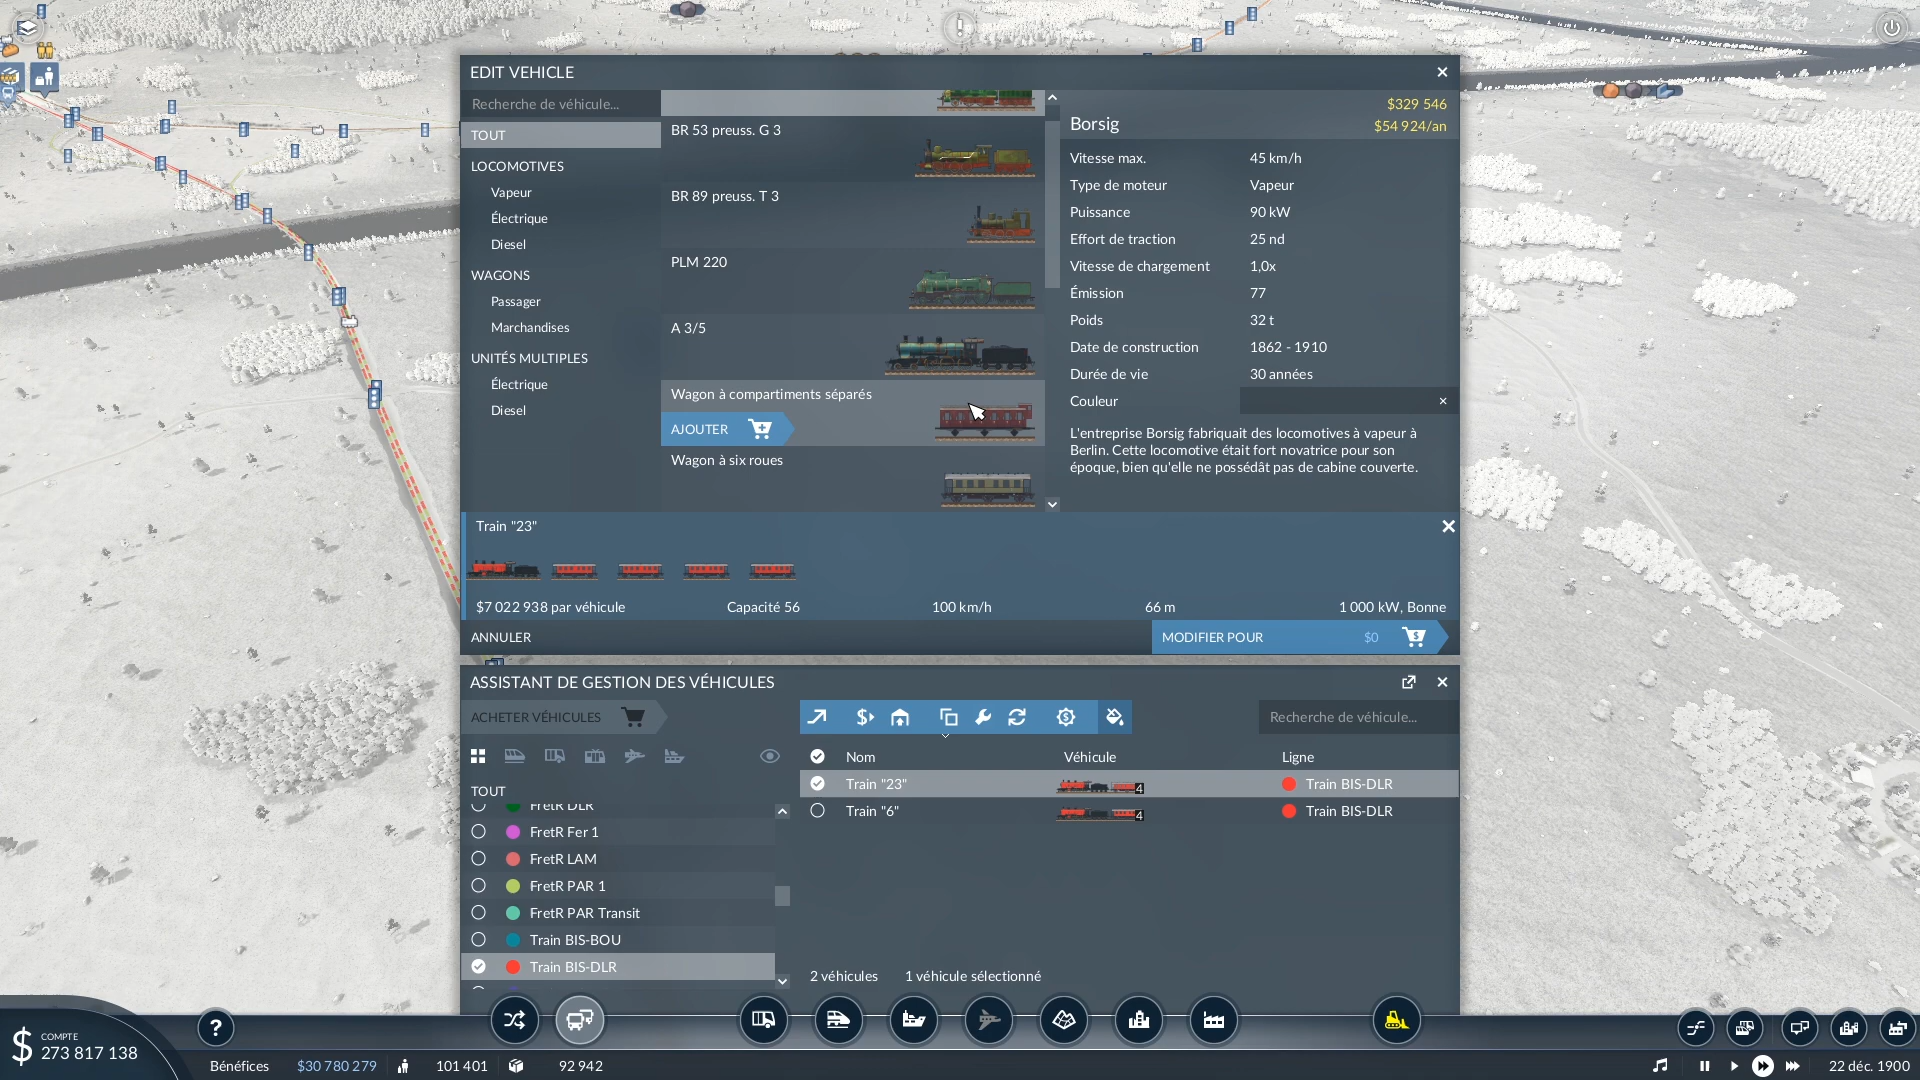 EDIT VEHICLE
Recherche de véhicule...
TOUT
LOCOMOTIVES
Vapeur
Électrique
Diesel
WAGONS
Passager
Marchandises
UNITÉS MULTIPLES
Électrique
Diesel
BR 53 preuss. G 3
BR 89 preuss. T 3
PLM 220
A 3/5
Wagon à compartiments séparés
AJOUTER
Wagon à six roues
$329 546
Borsig
$54 924/an
Vitesse max. 45 km/h
Type de moteur Vapeur
Puissance 90 kW
Effort de traction 25 nd
Vitesse de chargement 1,0x
Émission 77
Poids 32 t
Date de construction 1862 - 1910
Durée de vie 30 années
Couleur
L'entreprise Borsig fabriquait des locomotives à vapeur à
Berlin. Cette locomotive était fort novatrice pour son
époque, bien qu'elle ne possédât pas de cabine couverte.
Train "23"
$7 022 938 par véhicule Capacité 56 100 km/h 66 m 1 000 kW, Bonne
ANNULER
MODIFIER POUR $0
ASSISTANT DE GESTION DES VÉHICULES
ACHETER VÉHICULES
Recherche de véhicule...
TOUT
FretR DLR
FretR Fer 1
FretR LAM
FretR PAR 1
FretR PAR Transit
Train BIS-BOU
Train BIS-DLR
Nom Véhicule Ligne
Train "23" 4 Train BIS-DLR
Train "6" 4 Train BIS-DLR
2 véhicules 1 véhicule sélectionné
?
$ COMPTE
273 817 138
Bénéfices $30 780 279 101 401 92 942
22 déc. 1900